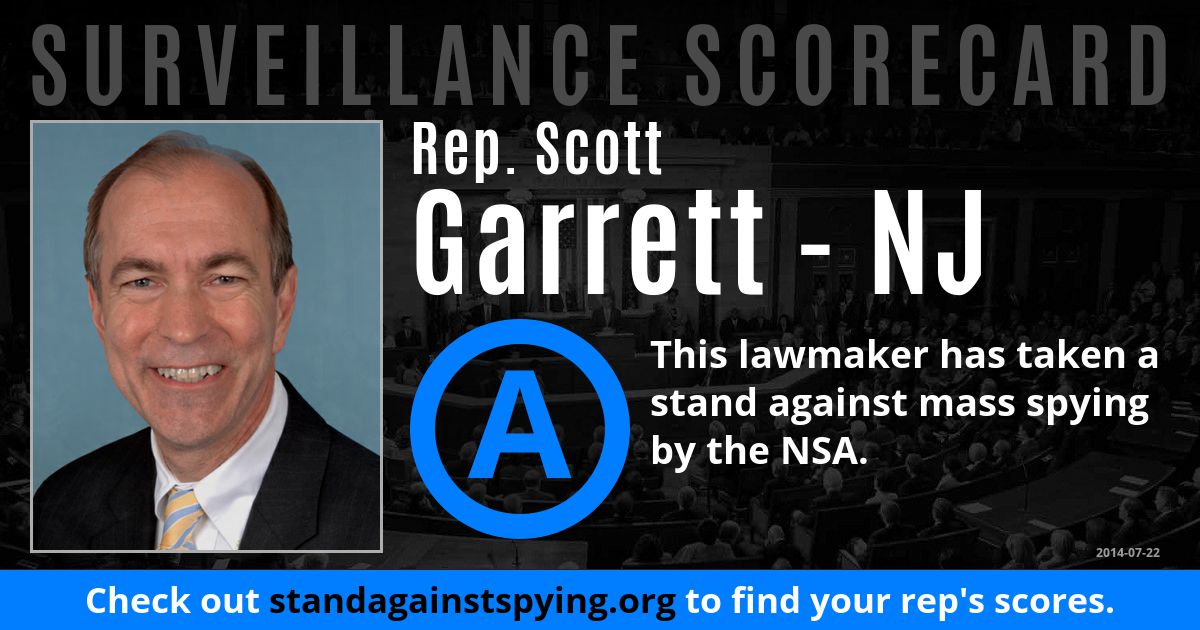 SURVEILLANCE SCORECARD
Rep. Scott
Garrett - NJ
A
This lawmaker has taken a
stand against mass spying
by the NSA.
2014-07-22
Check out standagainstspying.org to find your rep's scores.